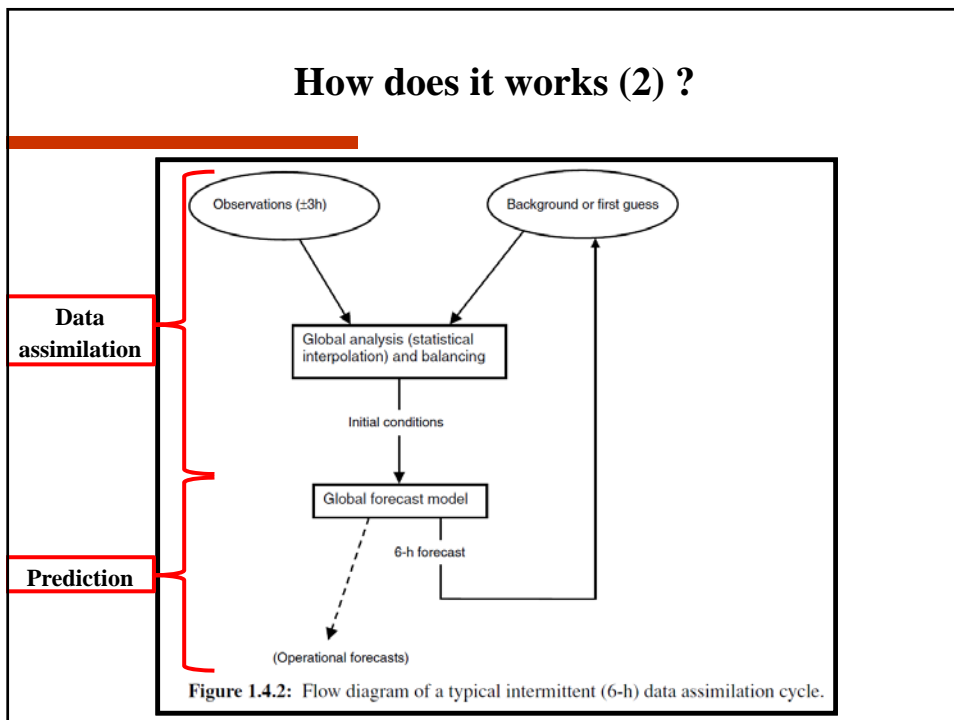 How does it works (2) ?
Observations (±3h)
Background or first guess
Data
assimilation
Global analysis (statistical
interpolation) and balancing
Initial conditions
Global forecast model
6-h forecast
Prediction
(Operational forecasts)
Figure 1.4.2: Flow diagram of a typical intermittent (6-h) data assimilation cycle.